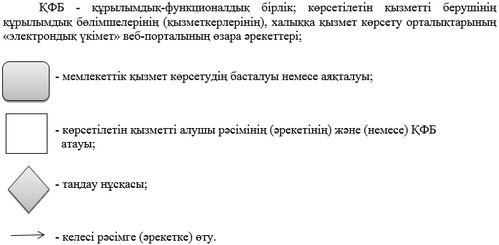 ҚФБ - құрылымдық-функционалдық бірлік; көрсетілетін қызметті берушінің
құрылымдық бөлімшелерінің (қызметкерлерінің), халыққа қызмет көрсету орталықтарының
«электрондық үкімет» веб-порталының өзара әрекеттері;
- мемлекеттік қызмет көрсетудің басталуы немесе аяқталуы;
- көрсетілетін қызметті алушы рәсімінің (әрекетінің) және (немесе) ҚФБ
атауы;
- таңдау нұсқасы;
- келесі рәсімге (әрекетке) өту.